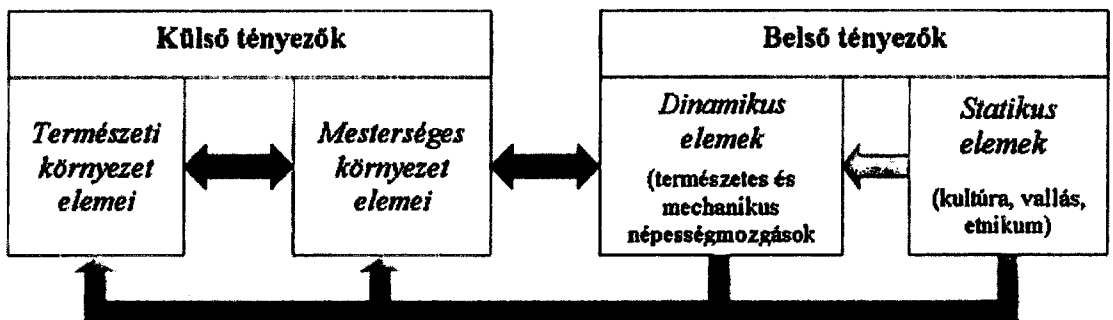 Külső tényezők
Természeti
környezet
elemei
Mesterséges
környezet
elemei
Belső tényezők
Dinamikus
elemek
(természetes és
mechanikus
népességmozgások
Statikus
elemek
(kultúra, vallás,
etnikum)